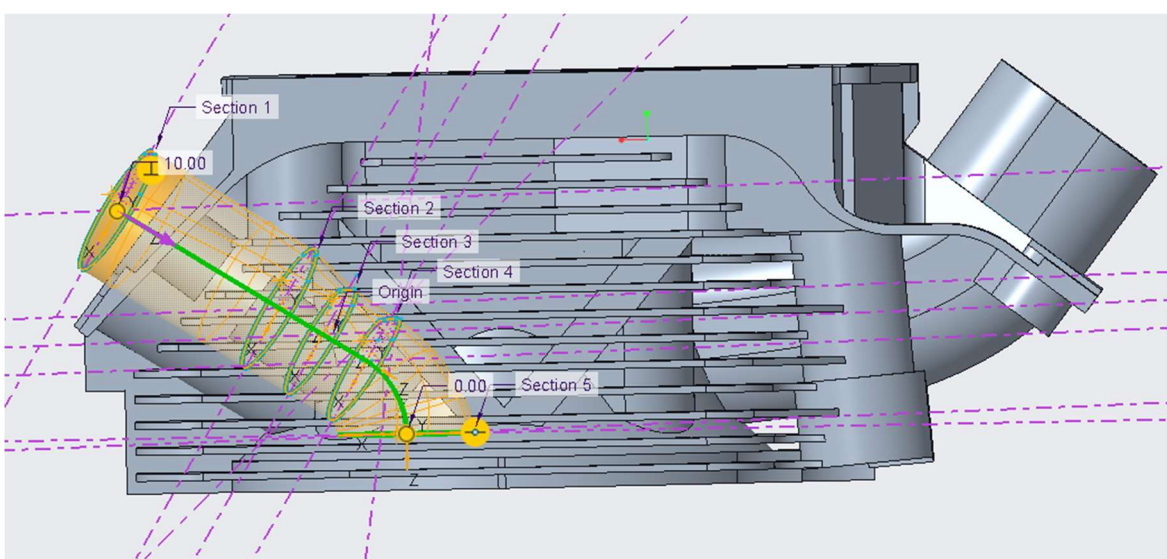 Section 1
10.00
Y
Z
X
Section 2
Section 3
Section 4
Origin
Z
X
X
X
0.00
Section 5
Y
X
Z